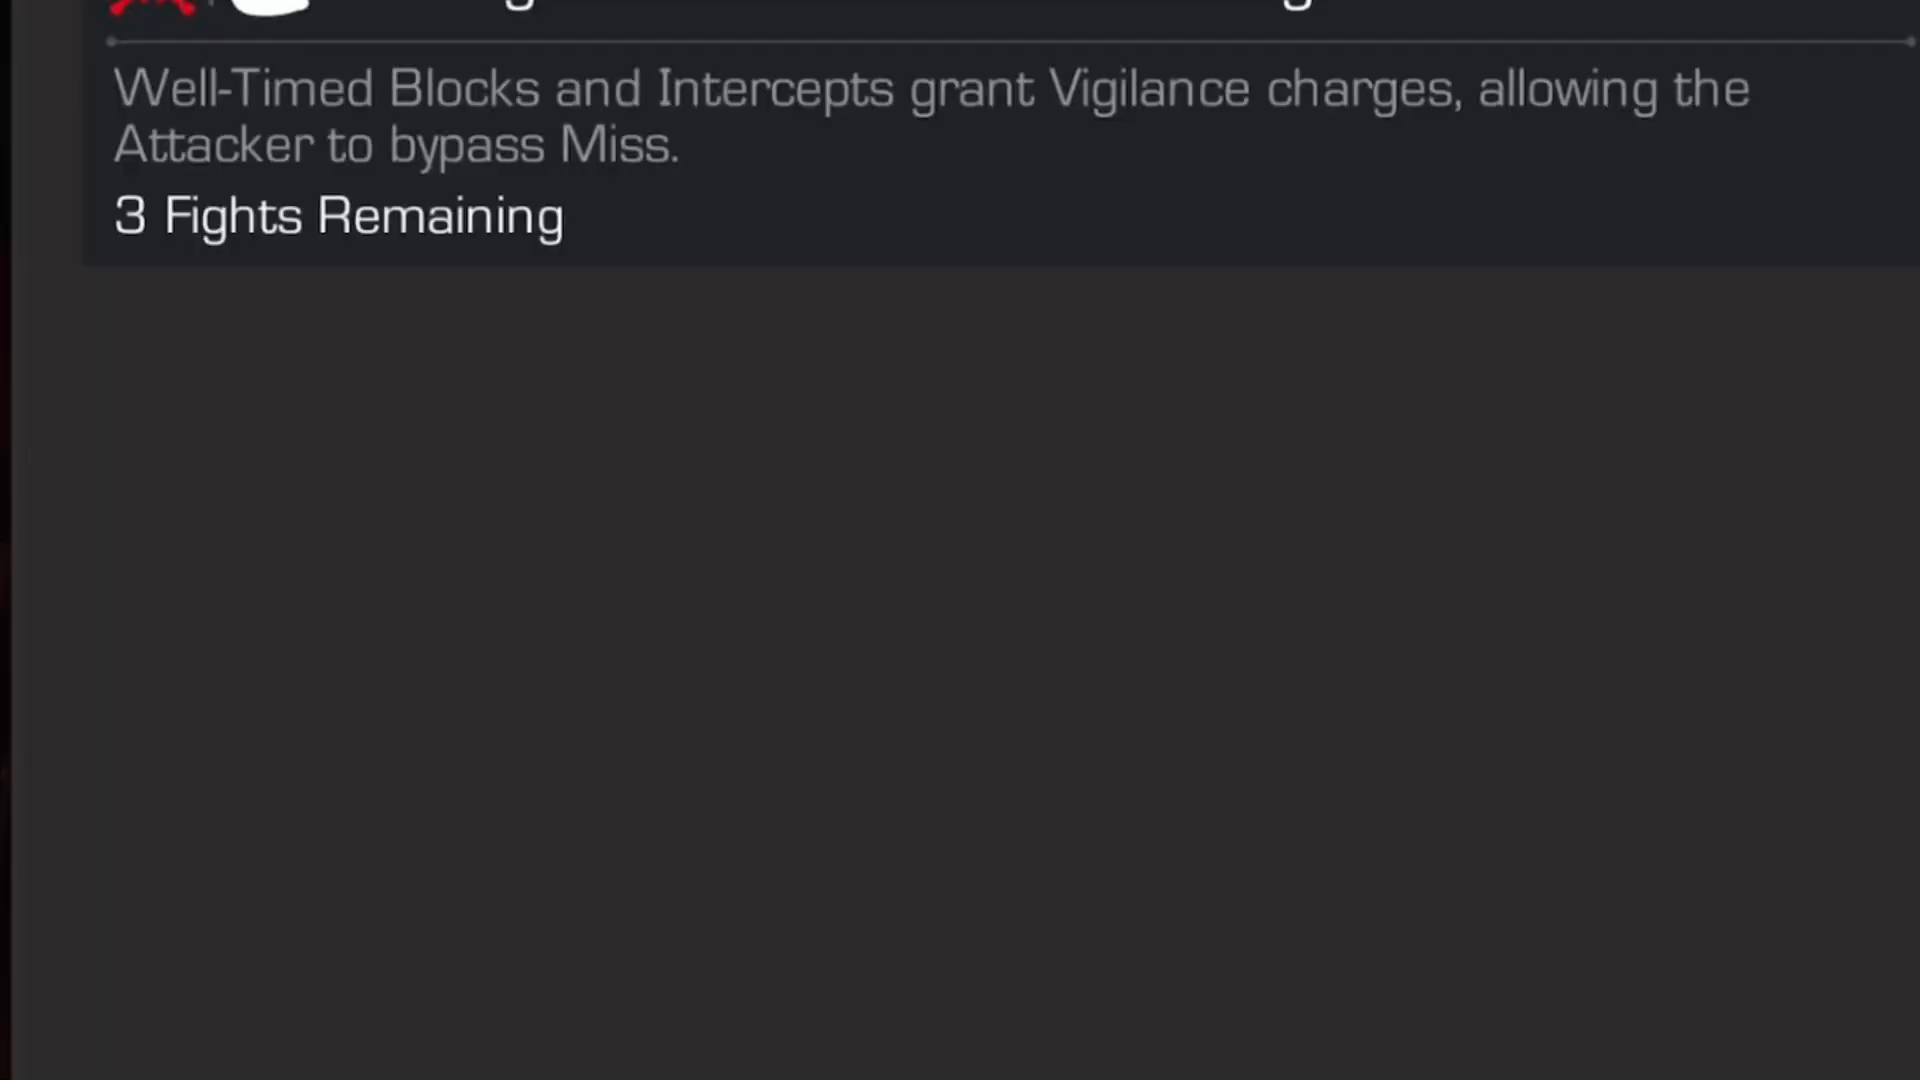 Well-Timed Blocks and Intercepts grant Vigilance charges, allowing the
Attacker to bypass Miss.
3 Fights Remaining